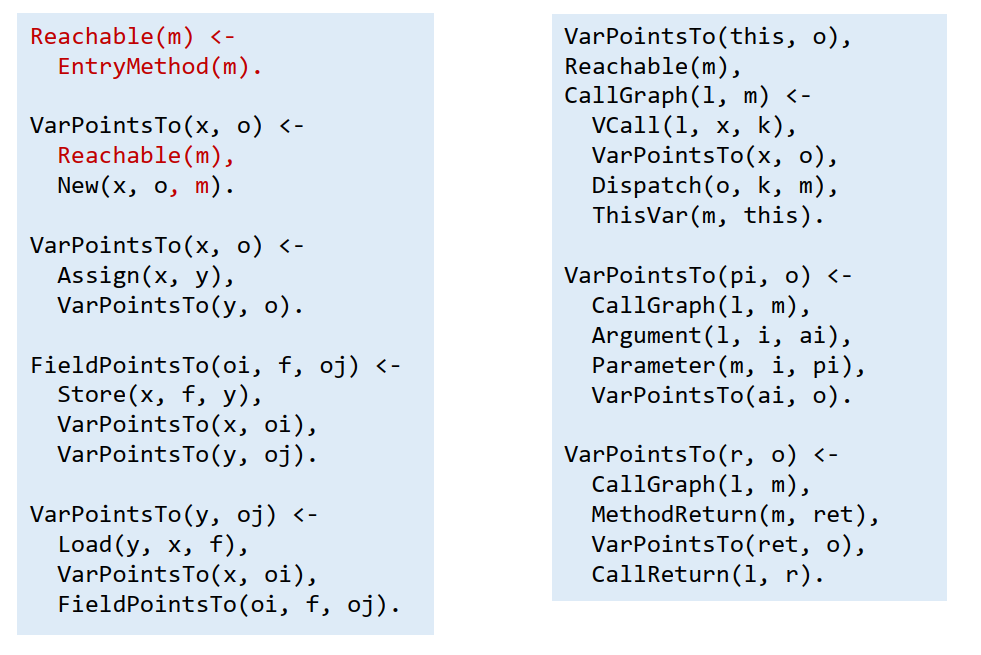 Reachable(m) <-
  EntryMethod(m).

VarPointsTo(x, o) <-
  Reachable(m),
  New(x, o, m).

VarPointsTo(x, o) <-
  Assign(x, y),
  VarPointsTo(y, o).

FieldPointsTo(oi, f, oj) <-
  Store(x, f, y),
  VarPointsTo(x, oi),
  VarPointsTo(y, oj).

VarPointsTo(y, oj) <-
  Load(y, x, f),
  VarPointsTo(x, oi),
  FieldPointsTo(oi, f, oj).

VarPointsTo(this, o),
Reachable(m),
CallGraph(l, m) <-
  VCall(l, x, k),
  VarPointsTo(x, o),
  Dispatch(o, k, m),
  ThisVar(m, this).

VarPointsTo(pi, o) <-
  CallGraph(l, m),
  Argument(l, i, ai),
  Parameter(m, i, pi),
  VarPointsTo(ai, o).

VarPointsTo(r, o) <-
  CallGraph(l, m),
  MethodReturn(m, ret),
  VarPointsTo(ret, o),
  CallReturn(l, r).